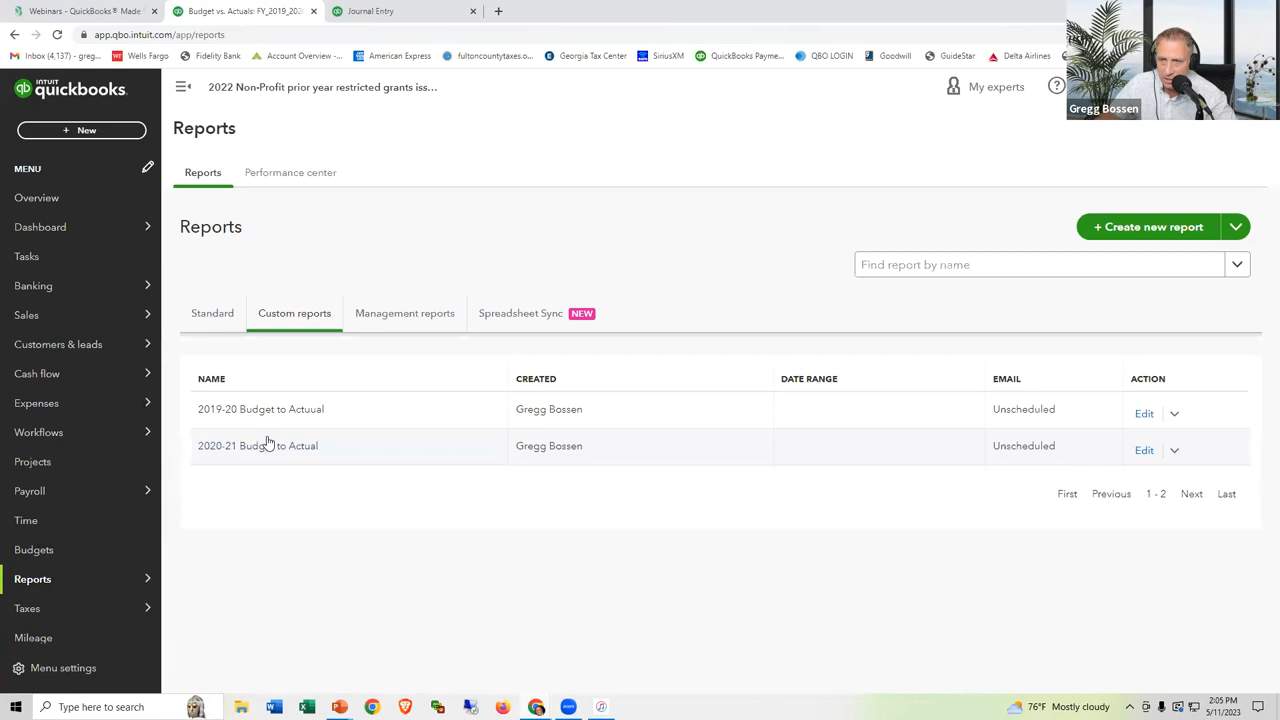 Webinars - QuickBooks® Made
Budget vs. Actuals: FY_2019_202
Journal Entry
app.qbo.intuit.com/app/reports
Inbox (4,137) - greg...
Wells Fargo
Fidelity Bank
Account Overview -...
American Express
fultoncountytaxes.o...
Georgia Tax Center
SiriusXM
QuickBooks Payme...
QBO LOGIN
Goodwill
GuideStar
Delta Airlines
Gregg Bossen
INTUIT
quickbooks.
2022 Non-Profit prior year restricted grants iss...
My experts
+ New
Reports
MENU
Reports
Performance center
Overview
Dashboard
Tasks
Banking
Sales
Customers & leads
Cash flow
Expenses
Workflows
Projects
Payroll
Time
Budgets
Reports
Taxes
Mileage
Menu settings
Reports
+ Create new report
Find report by name
Standard
Custom reports
Management reports
Spreadsheet Sync NEW
NAME CREATED DATE RANGE EMAIL ACTION
2019-20 Budget to Actuual Gregg Bossen Unscheduled Edit
2020-21 Budget to Actual Gregg Bossen Unscheduled Edit
First Previous 1 - 2 Next Last
Type here to search
76°F Mostly cloudy
2:05 PM
5/11/2023